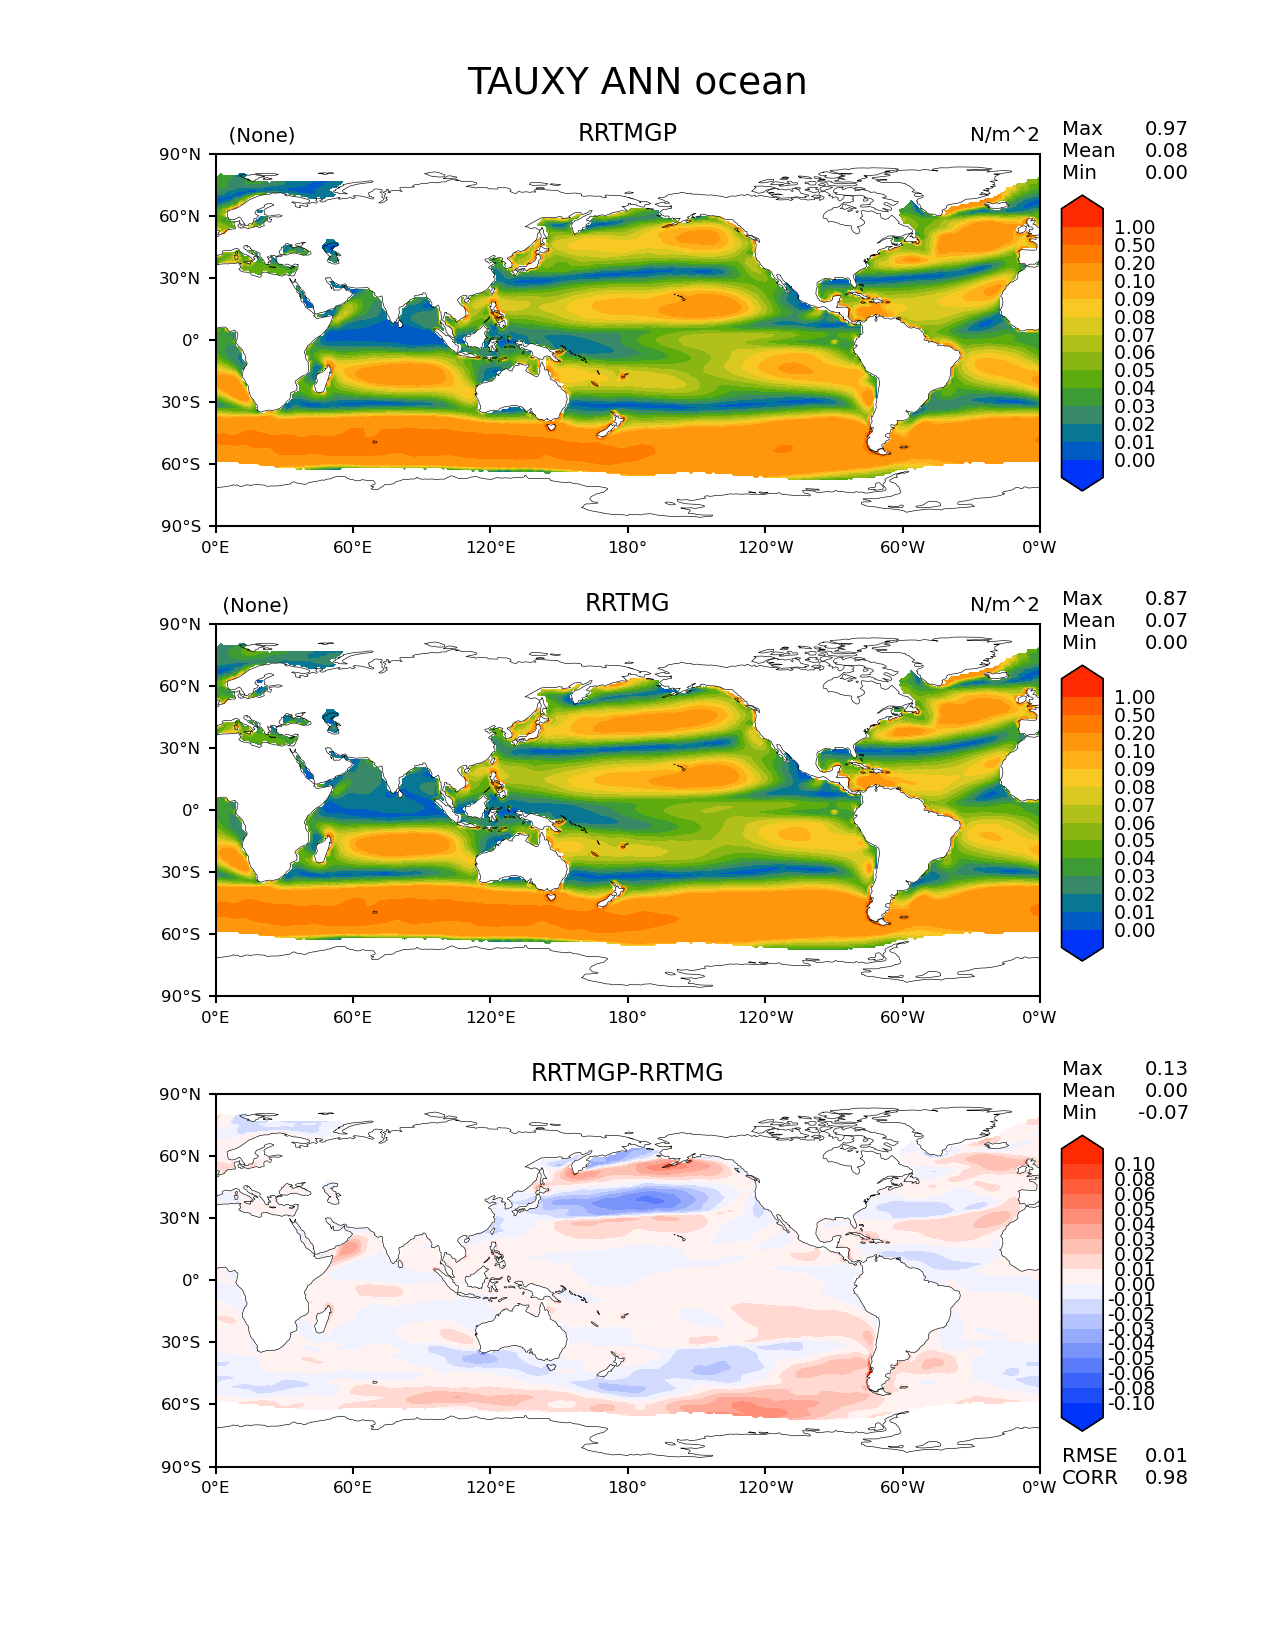 TAUXY ANN ocean
(None) RRTMGP N/m^2
Max 0.97
Mean 0.08
Min 0.00
90°N
60°N
30°N
0°
30°S
60°S
90°S
0°E 60°E 120°E 180° 120°W 60°W 0°W
1.00
0.50
0.20
0.10
0.09
0.08
0.07
0.06
0.05
0.04
0.03
0.02
0.01
0.00
(None) RRTMG N/m^2
Max 0.87
Mean 0.07
Min 0.00
90°N
60°N
30°N
0°
30°S
60°S
90°S
0°E 60°E 120°E 180° 120°W 60°W 0°W
1.00
0.50
0.20
0.10
0.09
0.08
0.07
0.06
0.05
0.04
0.03
0.02
0.01
0.00
RRTMGP-RRTMG
Max 0.13
Mean 0.00
Min -0.07
90°N
60°N
30°N
0°
30°S
60°S
90°S
0°E 60°E 120°E 180° 120°W 60°W 0°W
0.10
0.08
0.06
0.05
0.04
0.03
0.02
0.01
0.00
-0.01
-0.02
-0.03
-0.04
-0.05
-0.06
-0.08
-0.10
RMSE 0.01
CORR 0.98